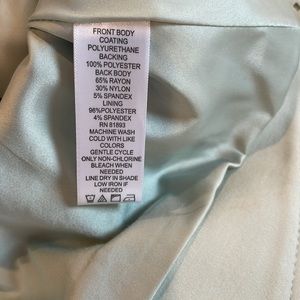 FRONT BODY
COATING
POLYURETHANE
BACKING
100% POLYESTER
BACK BODY
65% RAYON
30% NYLON
5% SPANDEX
LINING
96%POLYESTER
4% SPANDEX
RN 81893
MACHINE WASH
COLD WITH LIKE
COLORS
GENTLE CYCLE
ONLY NON-CHLORINE
BLEACH WHEN
NEEDED
LINE DRY IN SHADE
LOW IRON IF
NEEDED